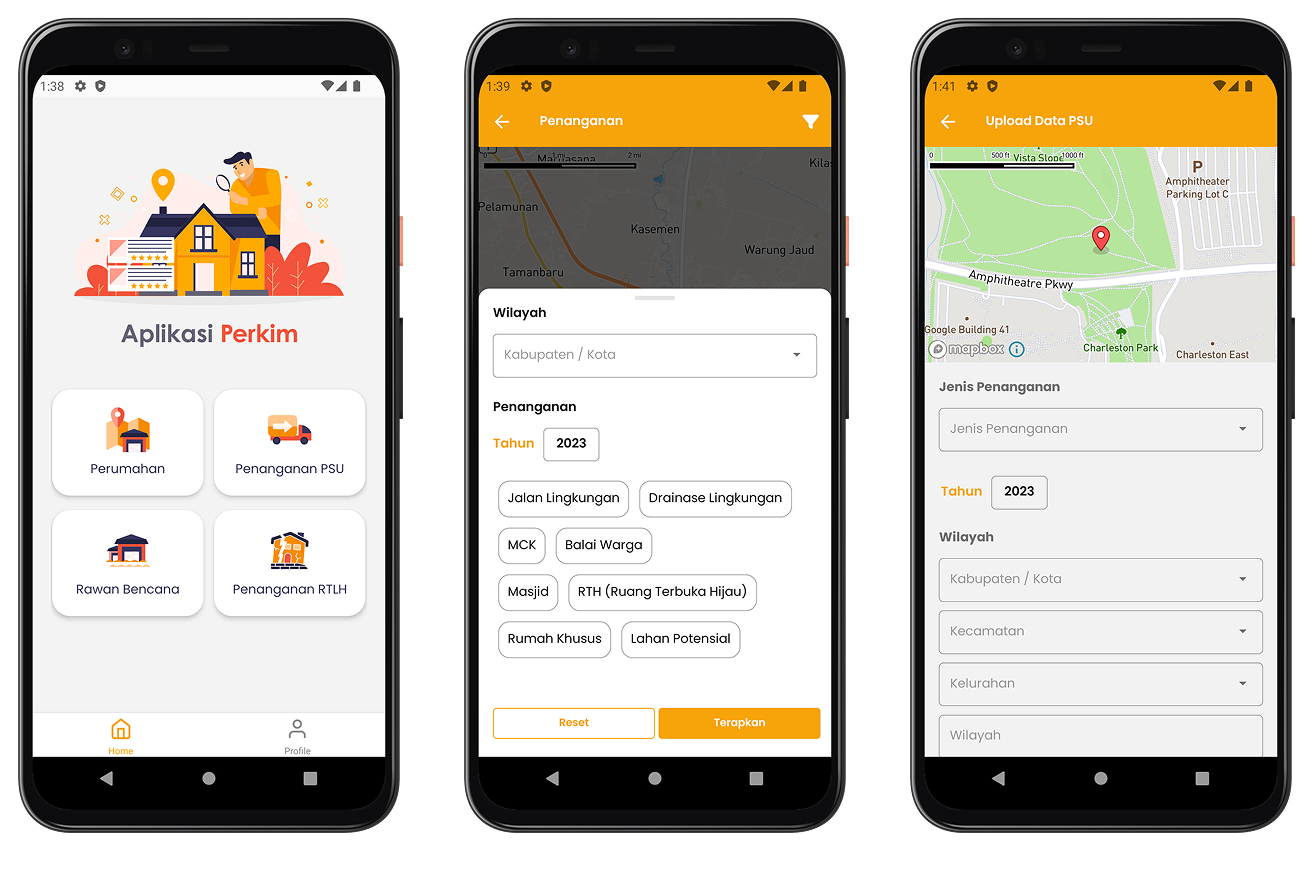 1:38
Aplikasi Perkim
Perumahan
Penanganan PSU
Rawan Bencana
Penanganan RTLH
Home
Profile
1:39
Penanganan
0 1 mi 2 mi
Pelamunan
Kasemen
Warung Jaud
Tamanbaru
Wilayah
Kabupaten / Kota
Penanganan
Tahun 2023
Jalan Lingkungan
Drainase Lingkungan
MCK
Balai Warga
Masjid
RTH (Ruang Terbuka Hijau)
Rumah Khusus
Lahan Potensial
Reset
Terapkan
1:41
Upload Data PSU
0 500 ft 1000 ft
Vista Slope
P
Amphitheater
Parking Lot C
Amphitheatre Pkwy
Google Building 41
mapbox
Charleston Park
Charleston East
Jenis Penanganan
Jenis Penanganan
Tahun 2023
Wilayah
Kabupaten / Kota
Kecamatan
Kelurahan
Wilayah